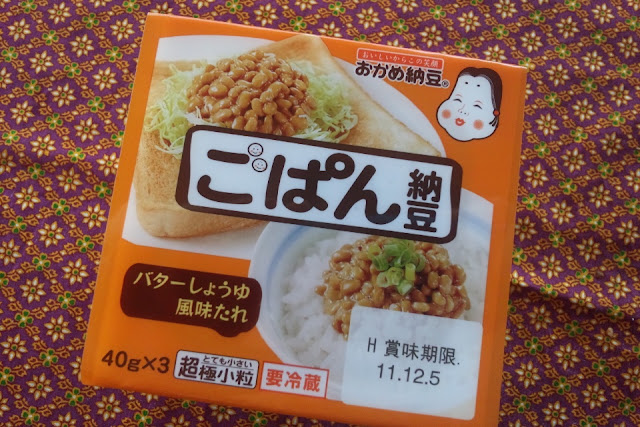 おいしいからこの笑顔
おかめ納豆®
ごぱん納豆
バターしょうゆ
風味たれ
40g×3
とても小さい
超極小粒
要冷蔵
H 賞味期限.
11.12.5